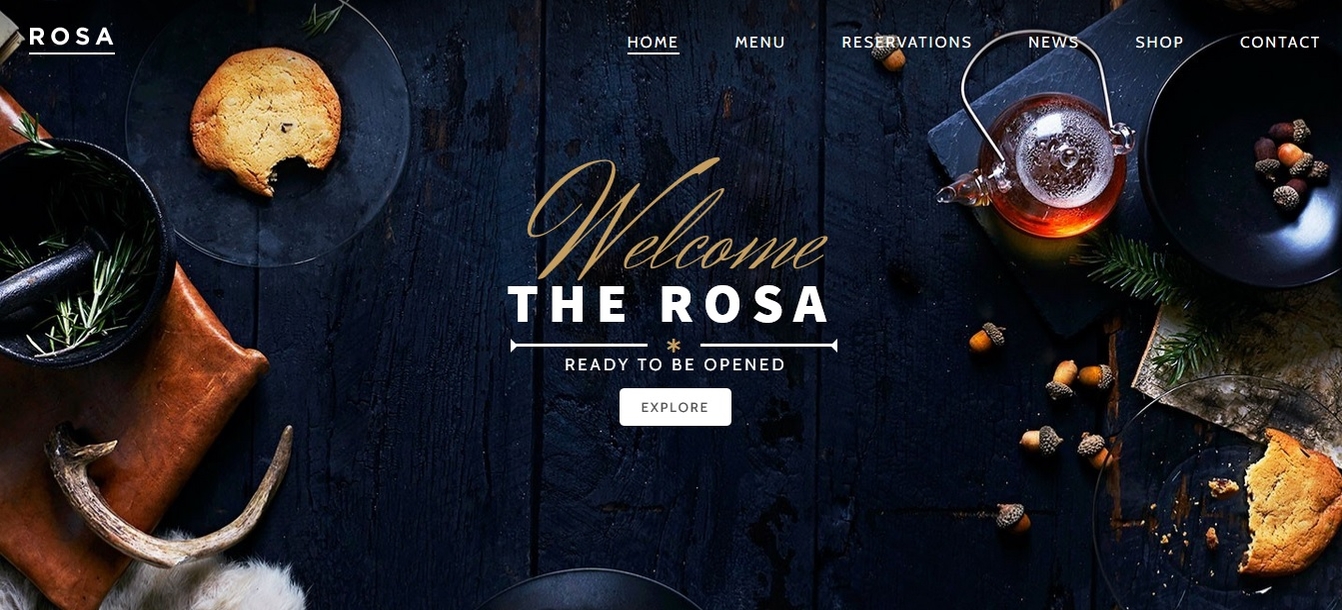 ROSA
HOME MENU RESERVATIONS NEWS SHOP CONTACT
Welcome
THE ROSA
READY TO BE OPENED
EXPLORE